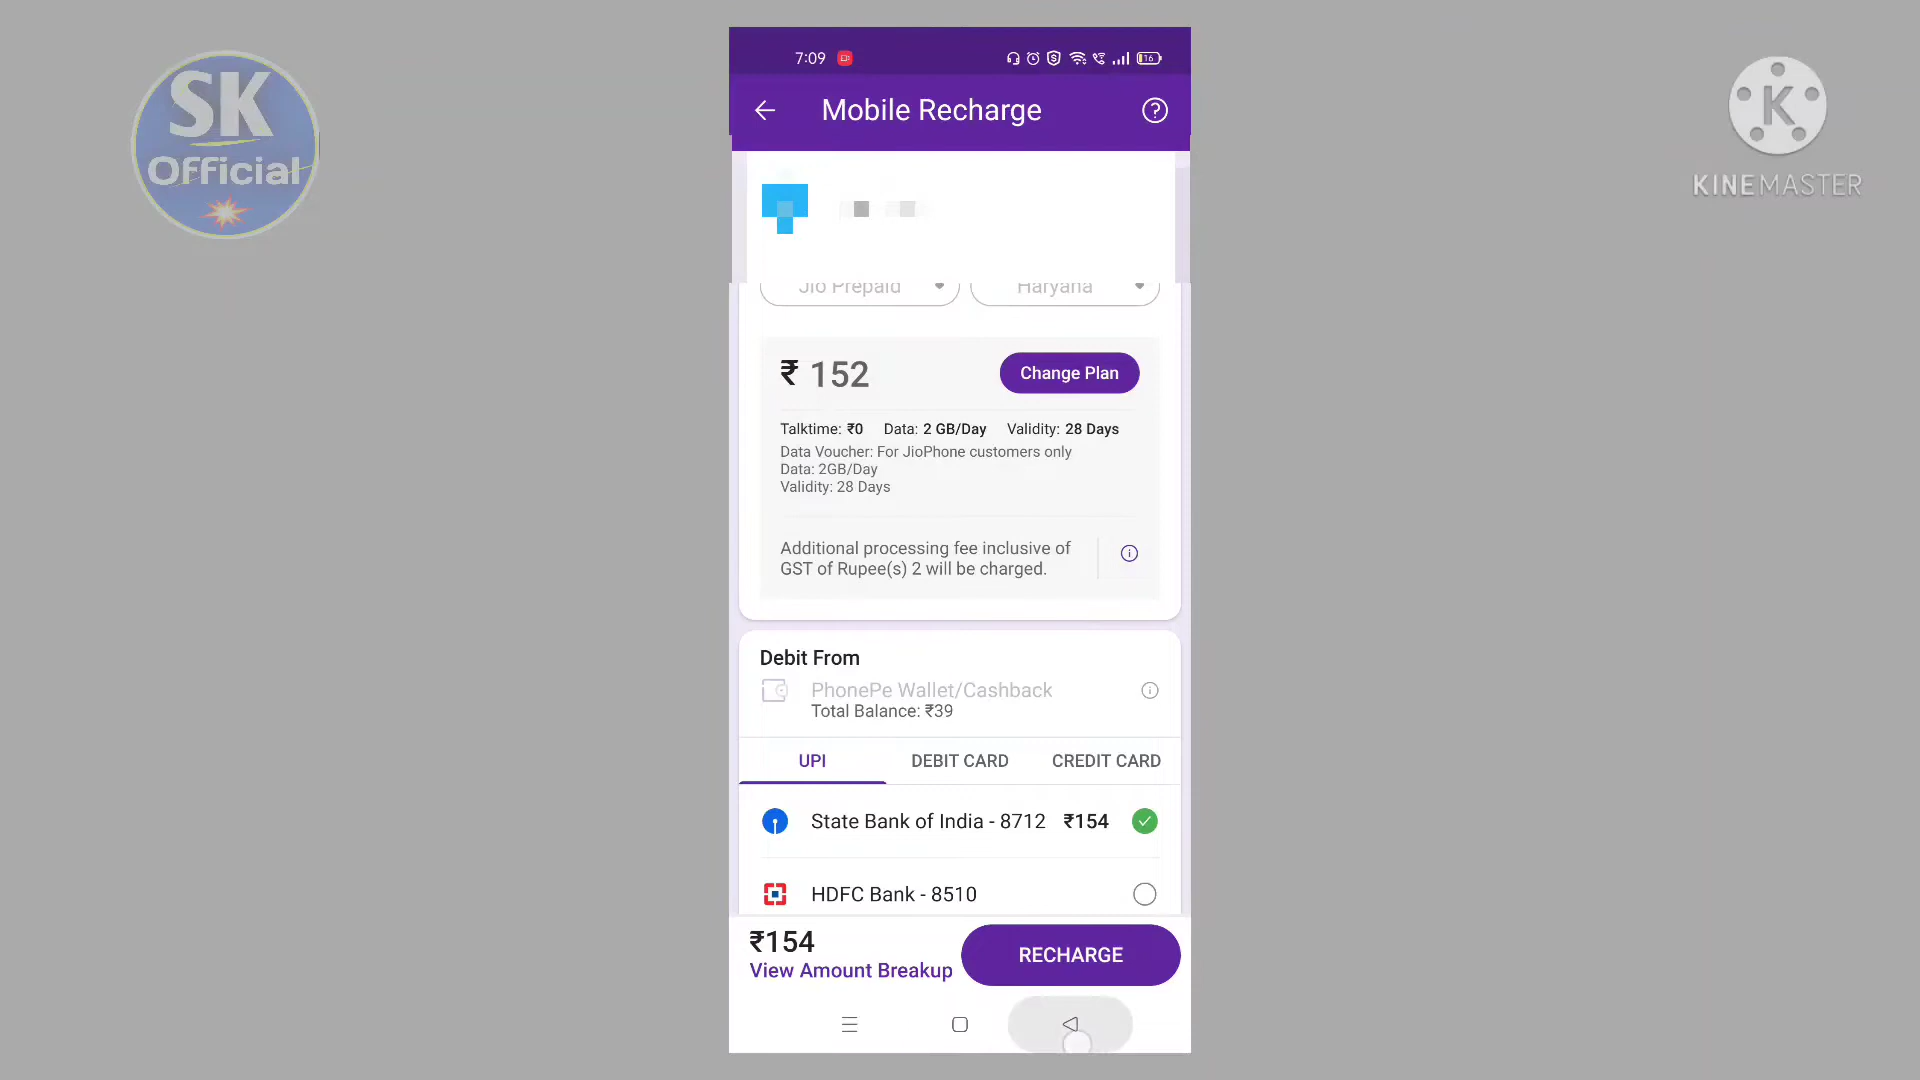 SK
Official
K
KINEMASTER
7:09
16
Mobile Recharge
Jio Prepaid
Haryana
₹ 152
Change Plan
Talktime: ₹0 Data: 2 GB/Day Validity: 28 Days
Data Voucher: For JioPhone customers only
Data: 2GB/Day
Validity: 28 Days
Additional processing fee inclusive of
GST of Rupee(s) 2 will be charged.
Debit From
PhonePe Wallet/Cashback
Total Balance: ₹39
UPI DEBIT CARD CREDIT CARD
State Bank of India - 8712 ₹154
HDFC Bank - 8510
₹154
View Amount Breakup
RECHARGE